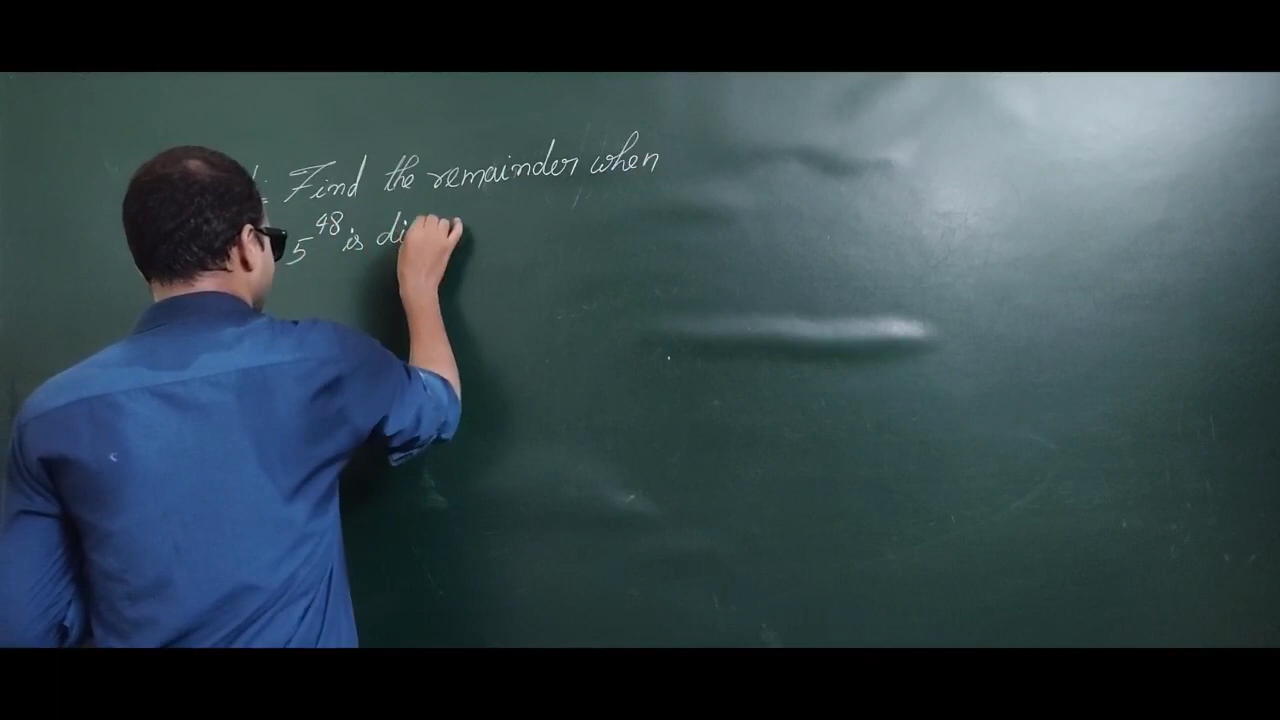 Find the remainder when
5^48 is di